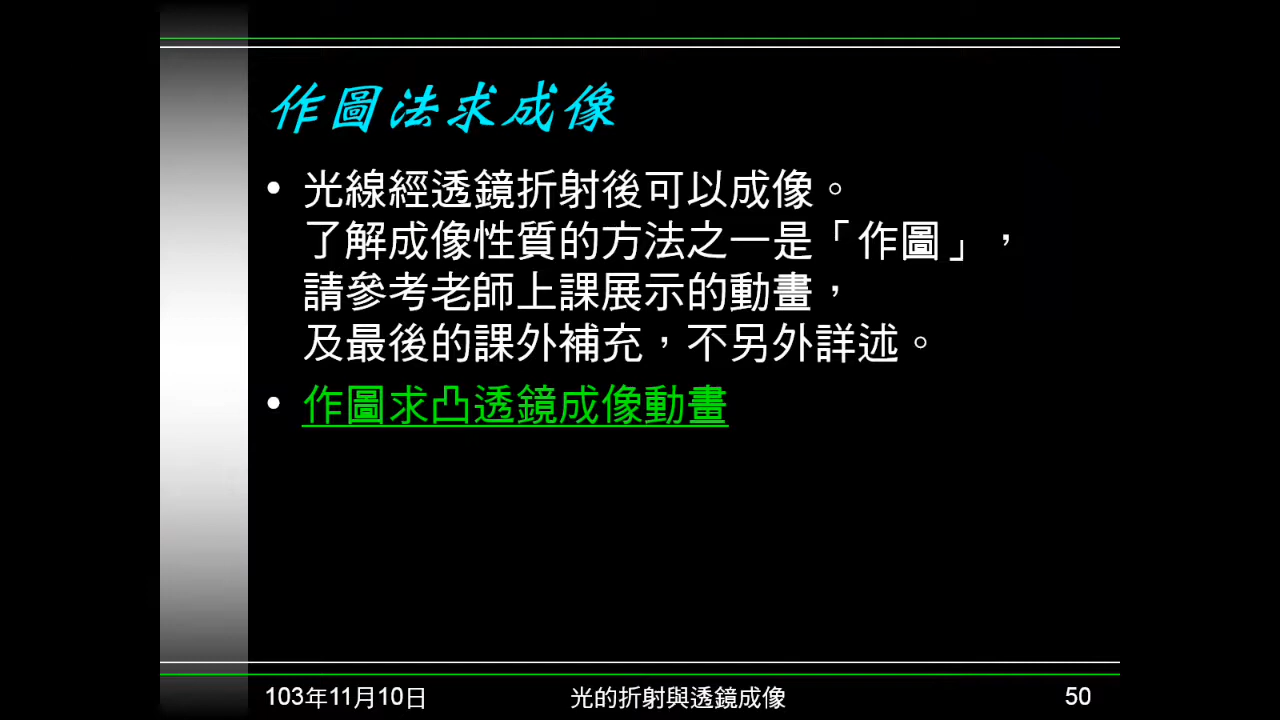 作圖法求成像
• 光線經透鏡折射後可以成像。
了解成像性質的方法之一是「作圖」，
請參考老師上課展示的動畫，
及最後的課外補充，不另外詳述。
• 作圖求凸透鏡成像動畫
103年11月10日
光的折射與透鏡成像
50